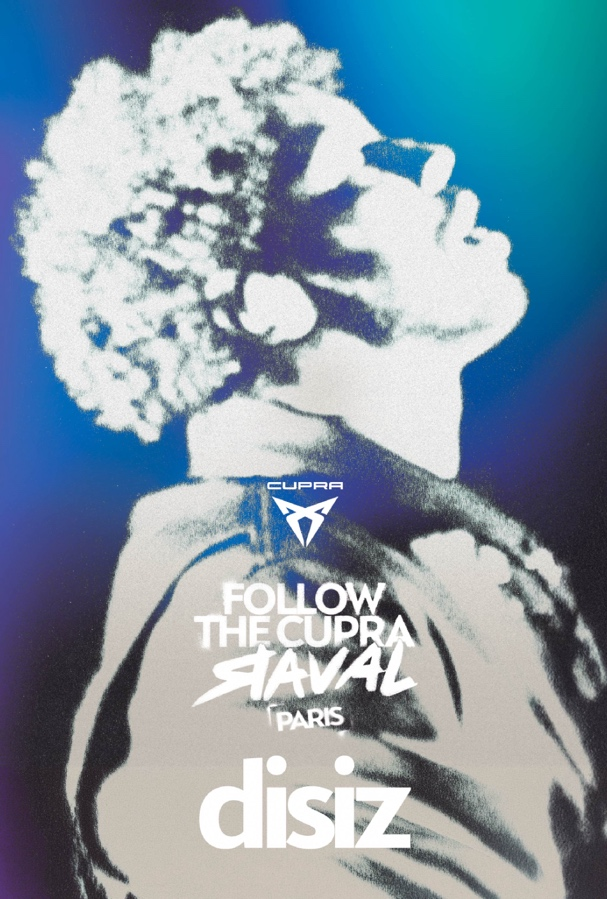 CUPRA
FOLLOW
THE CUPRA
RAVAL
PARIS
disiz